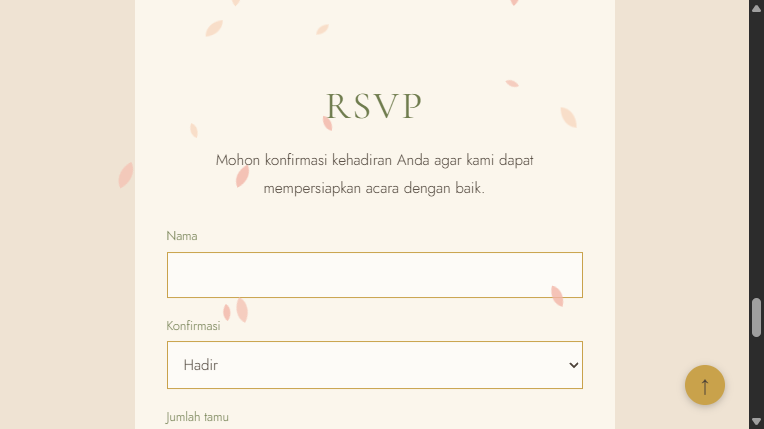 RSVP
Mohon konfirmasi kehadiran Anda agar kami dapat
mempersiapkan acara dengan baik.
Nama
Konfirmasi
Hadir
Jumlah tamu
↑